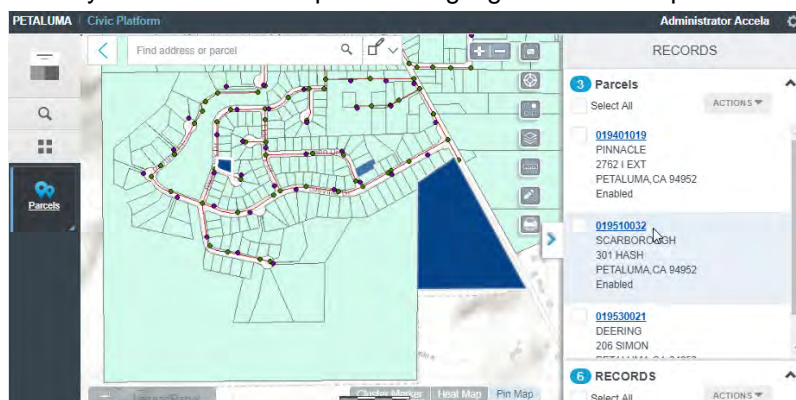 PETALUMA Civic Platform Administrator Accela
Find address or parcel
RECORDS
3 Parcels
Select All ACTIONS
019401019
PINNACLE
2762 I EXT
PETALUMA,CA 94952
Enabled
Parcels
019510032
SCARBOROUGH
301 HASH
PETALUMA,CA 94952
Enabled
019530021
DEERING
206 SIMON
6 RECORDS
Cluster Marker Heat Map Pin Map
Select All ACTIONS